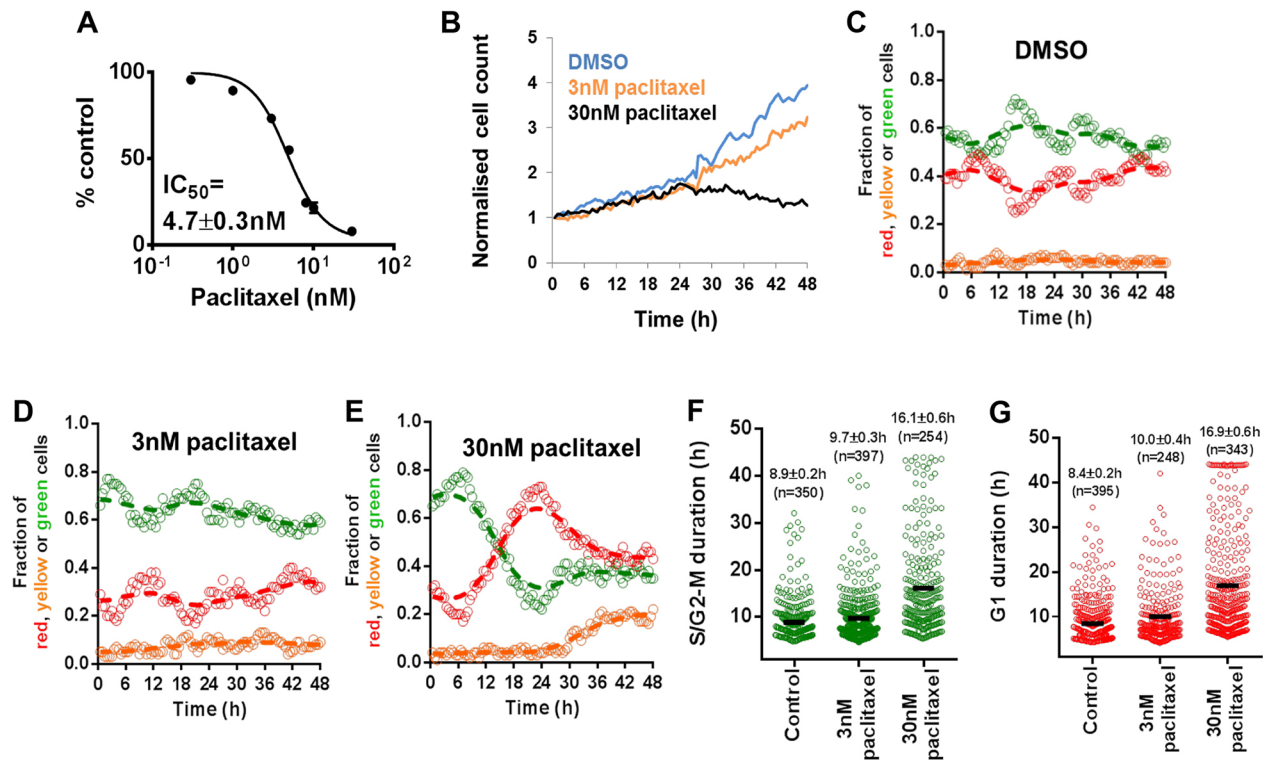 A
% control
100
50
0
IC50=
4.7±0.3nM
10-1
100
101
102
Paclitaxel (nM)
B
Normalised cell count
DMSO
3nM paclitaxel
30nM paclitaxel
5
4
3
2
1
0
0 6 12 18 24 30 36 42 48
Time (h)
C
DMSO
Fraction of
red, yellow or green cells
1.0
0.8
0.6
0.4
0.2
0.0
0 6 12 18 24 30 36 42 48
Time (h)
D
3nM paclitaxel
Fraction of
red, yellow or green cells
1.0
0.8
0.6
0.4
0.2
0.0
0 6 12 18 24 30 36 42 48
Time (h)
E
30nM paclitaxel
Fraction of
red, yellow or green cells
1.0
0.8
0.6
0.4
0.2
0.0
0 6 12 18 24 30 36 42 48
Time (h)
F
S/G2-M duration (h)
50
40
30
20
10
8.9±0.2h
(n=350)
9.7±0.3h
(n=397)
16.1±0.6h
(n=254)
Control
3nM
paclitaxel
30nM
paclitaxel
G
G1 duration (h)
50
40
30
20
10
8.4±0.2h
(n=395)
10.0±0.4h
(n=248)
16.9±0.6h
(n=343)
Control
3nM
paclitaxel
30nM
paclitaxel